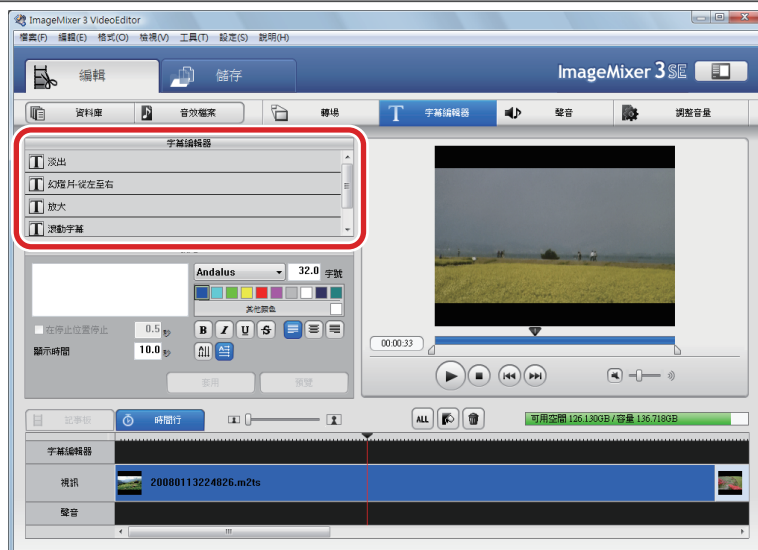 ImageMixer 3 VideoEditor
檔案(F) 編輯(E) 格式(O) 檢視(V) 工具(T) 設定(S) 說明(H)
編輯 儲存 ImageMixer 3 SE
資料庫 音效檔案 轉場 T 字幕編輯器 聲音 調整音量
字幕編輯器
T 淡出
T 幻燈片-從左至右
T 放大
T 滾動字幕
Andalus 32.0 字號
其他顏色
在停止位置停止 0.5 秒 B I U S
顯示時間 10.0 秒
套用 預覽
00:00:33
記事板 時間行 ALL 可用空間 126.130GB / 容量 136.718GB
字幕編輯器
視訊 20080113224826.m2ts
聲音